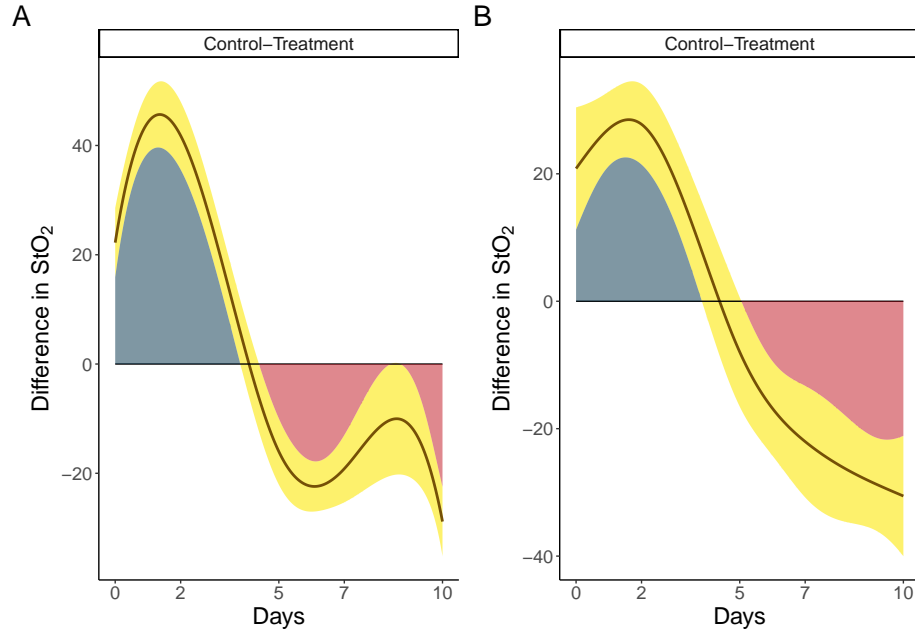 A
Control−Treatment
Difference in StO₂
40
20
0
−20
0
2
5
7
10
Days
B
Control−Treatment
Difference in StO₂
20
0
−20
−40
0
2
5
7
10
Days